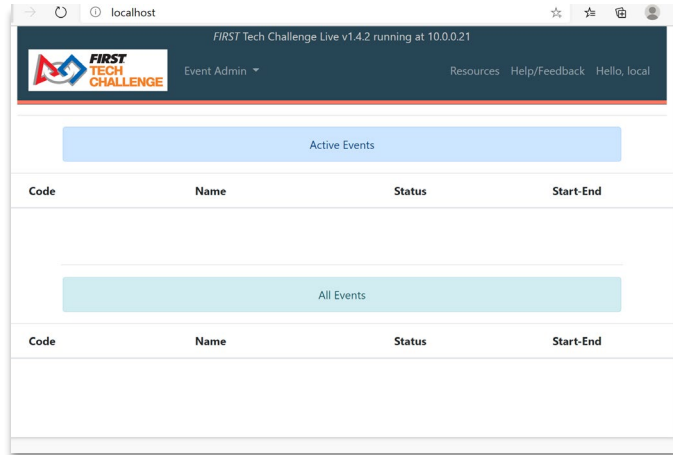 localhost
FIRST Tech Challenge Live v1.4.2 running at 10.0.0.21
FIRST
TECH
CHALLENGE
Event Admin
Resources Help/Feedback Hello, local
Active Events
Code Name Status Start-End
All Events
Code Name Status Start-End